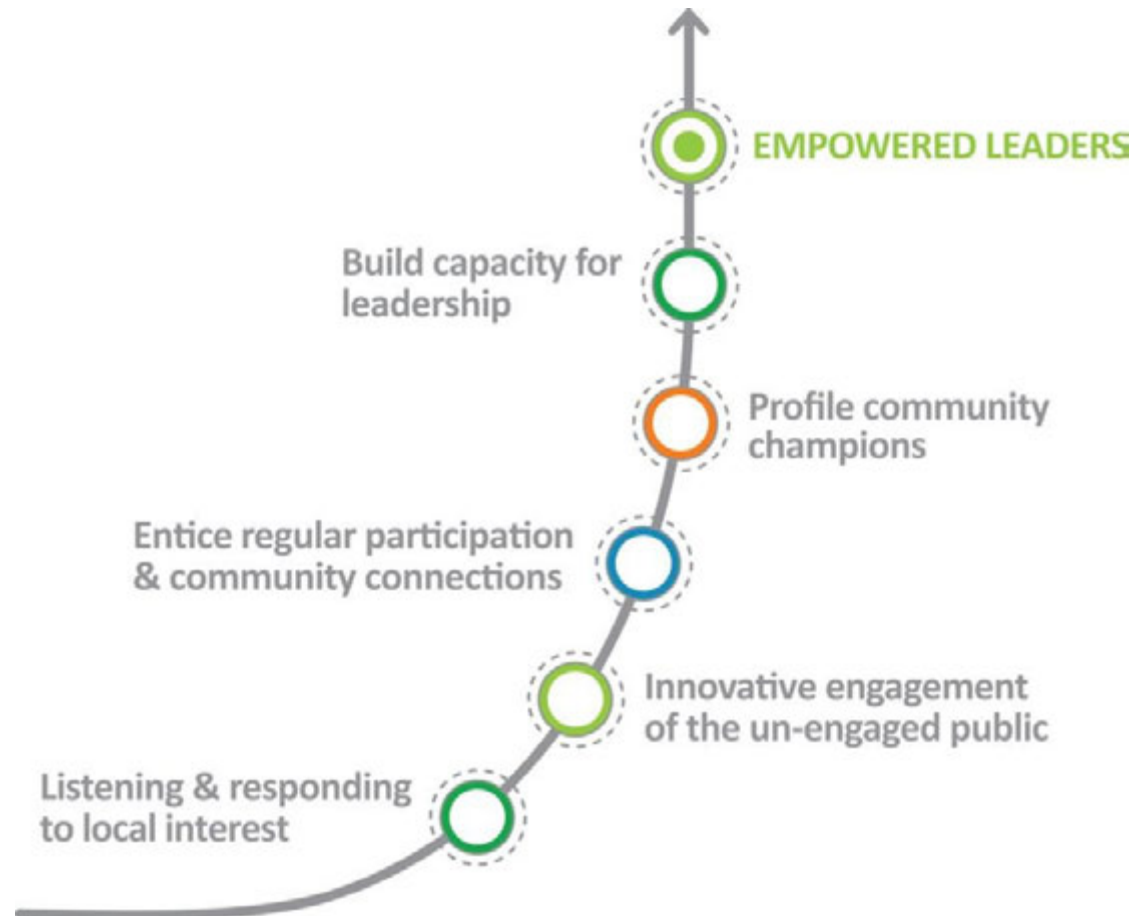 EMPOWERED LEADERS
Build capacity for
leadership
Profile community
champions
Entice regular participation
& community connections
Innovative engagement
of the un-engaged public
Listening & responding
to local interest